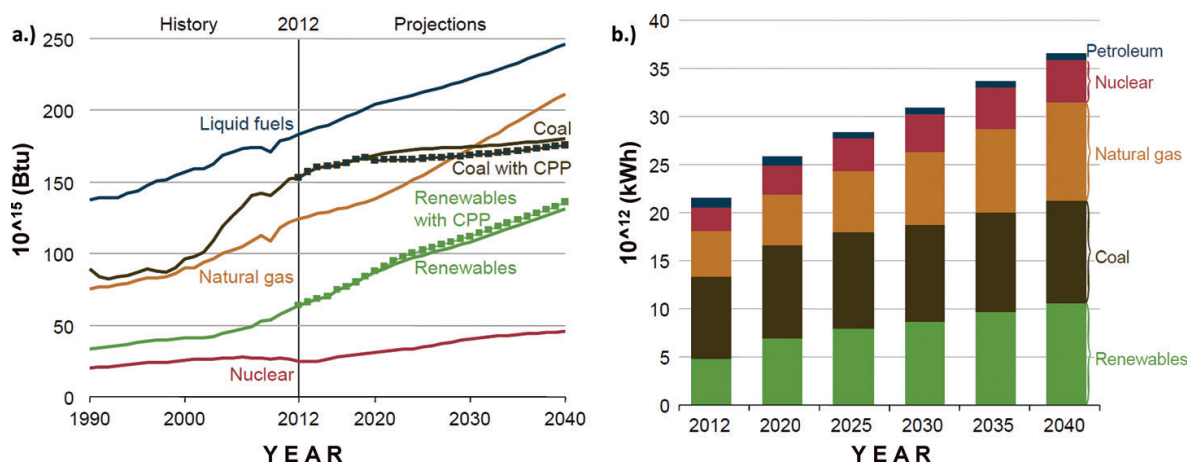 a.)
History
2012
Projections
250
200
150
100
50
0
10^15 (Btu)
Liquid fuels
Coal
Coal with CPP
Renewables
with CPP
Natural gas
Renewables
Nuclear
1990
2000
2012
2020
2030
2040
YEAR
b.)
40
35
30
25
20
15
10
5
0
10^12 (kWh)
Petroleum
Nuclear
Natural gas
Coal
Renewables
2012
2020
2025
2030
2035
2040
YEAR